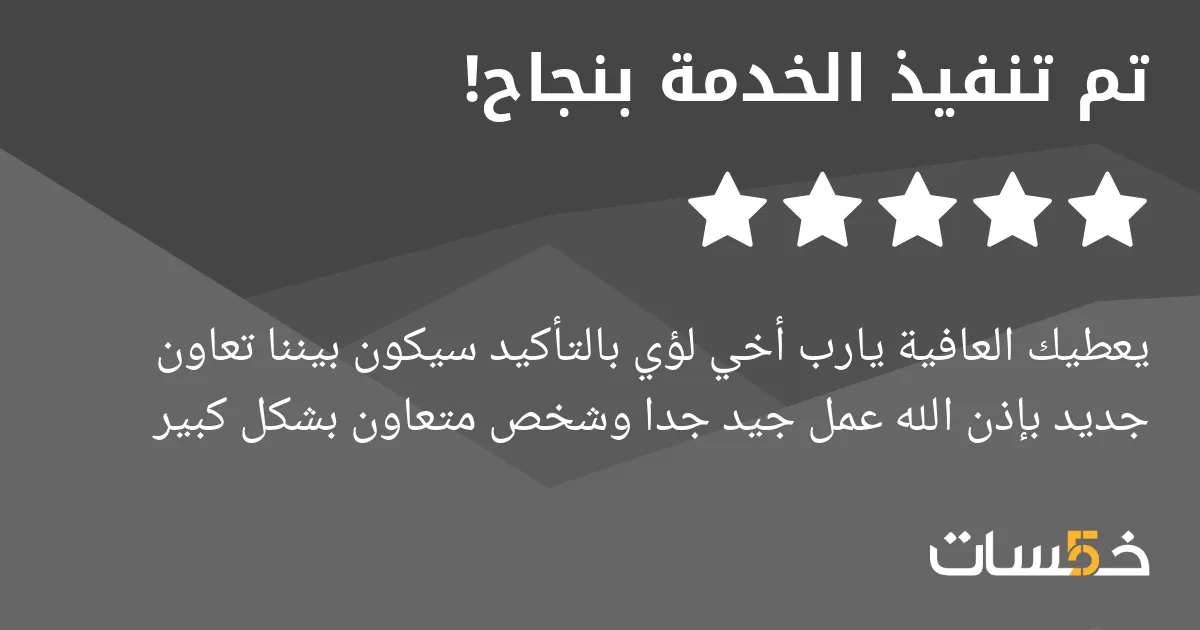 تم تنفيذ الخدمة بنجاح!
يعطيك العافية يارب أخي لؤي بالتأكيد سيكون بيننا تعاون
جديد بإذن الله عمل جيد جدا وشخص متعاون بشكل كبير
خ5سات